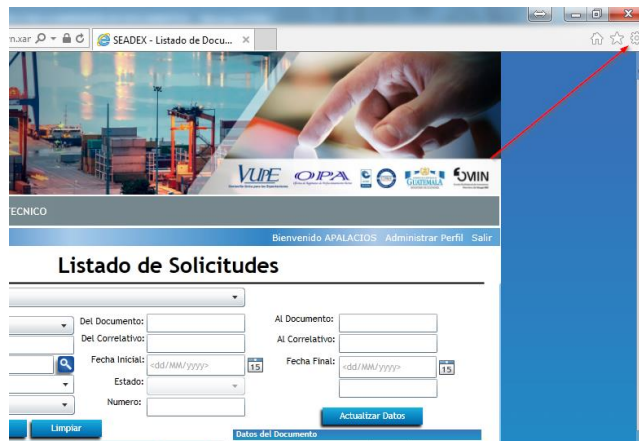 n.xar
SEADEX - Listado de Docu...
VUPE OPA GUATEMALA OMIN
TECNICO
Bienvenido APALACIOS Administrar Perfil Salir
Listado de Solicitudes
Del Documento: Al Documento:
Del Correlativo: Al Correlativo:
Fecha Inicial: <dd/MM/yyyy> 15 Fecha Final: <dd/MM/yyyy> 15
Estado:
Numero:
Actualizar Datos
Limpiar
Datos del Documento